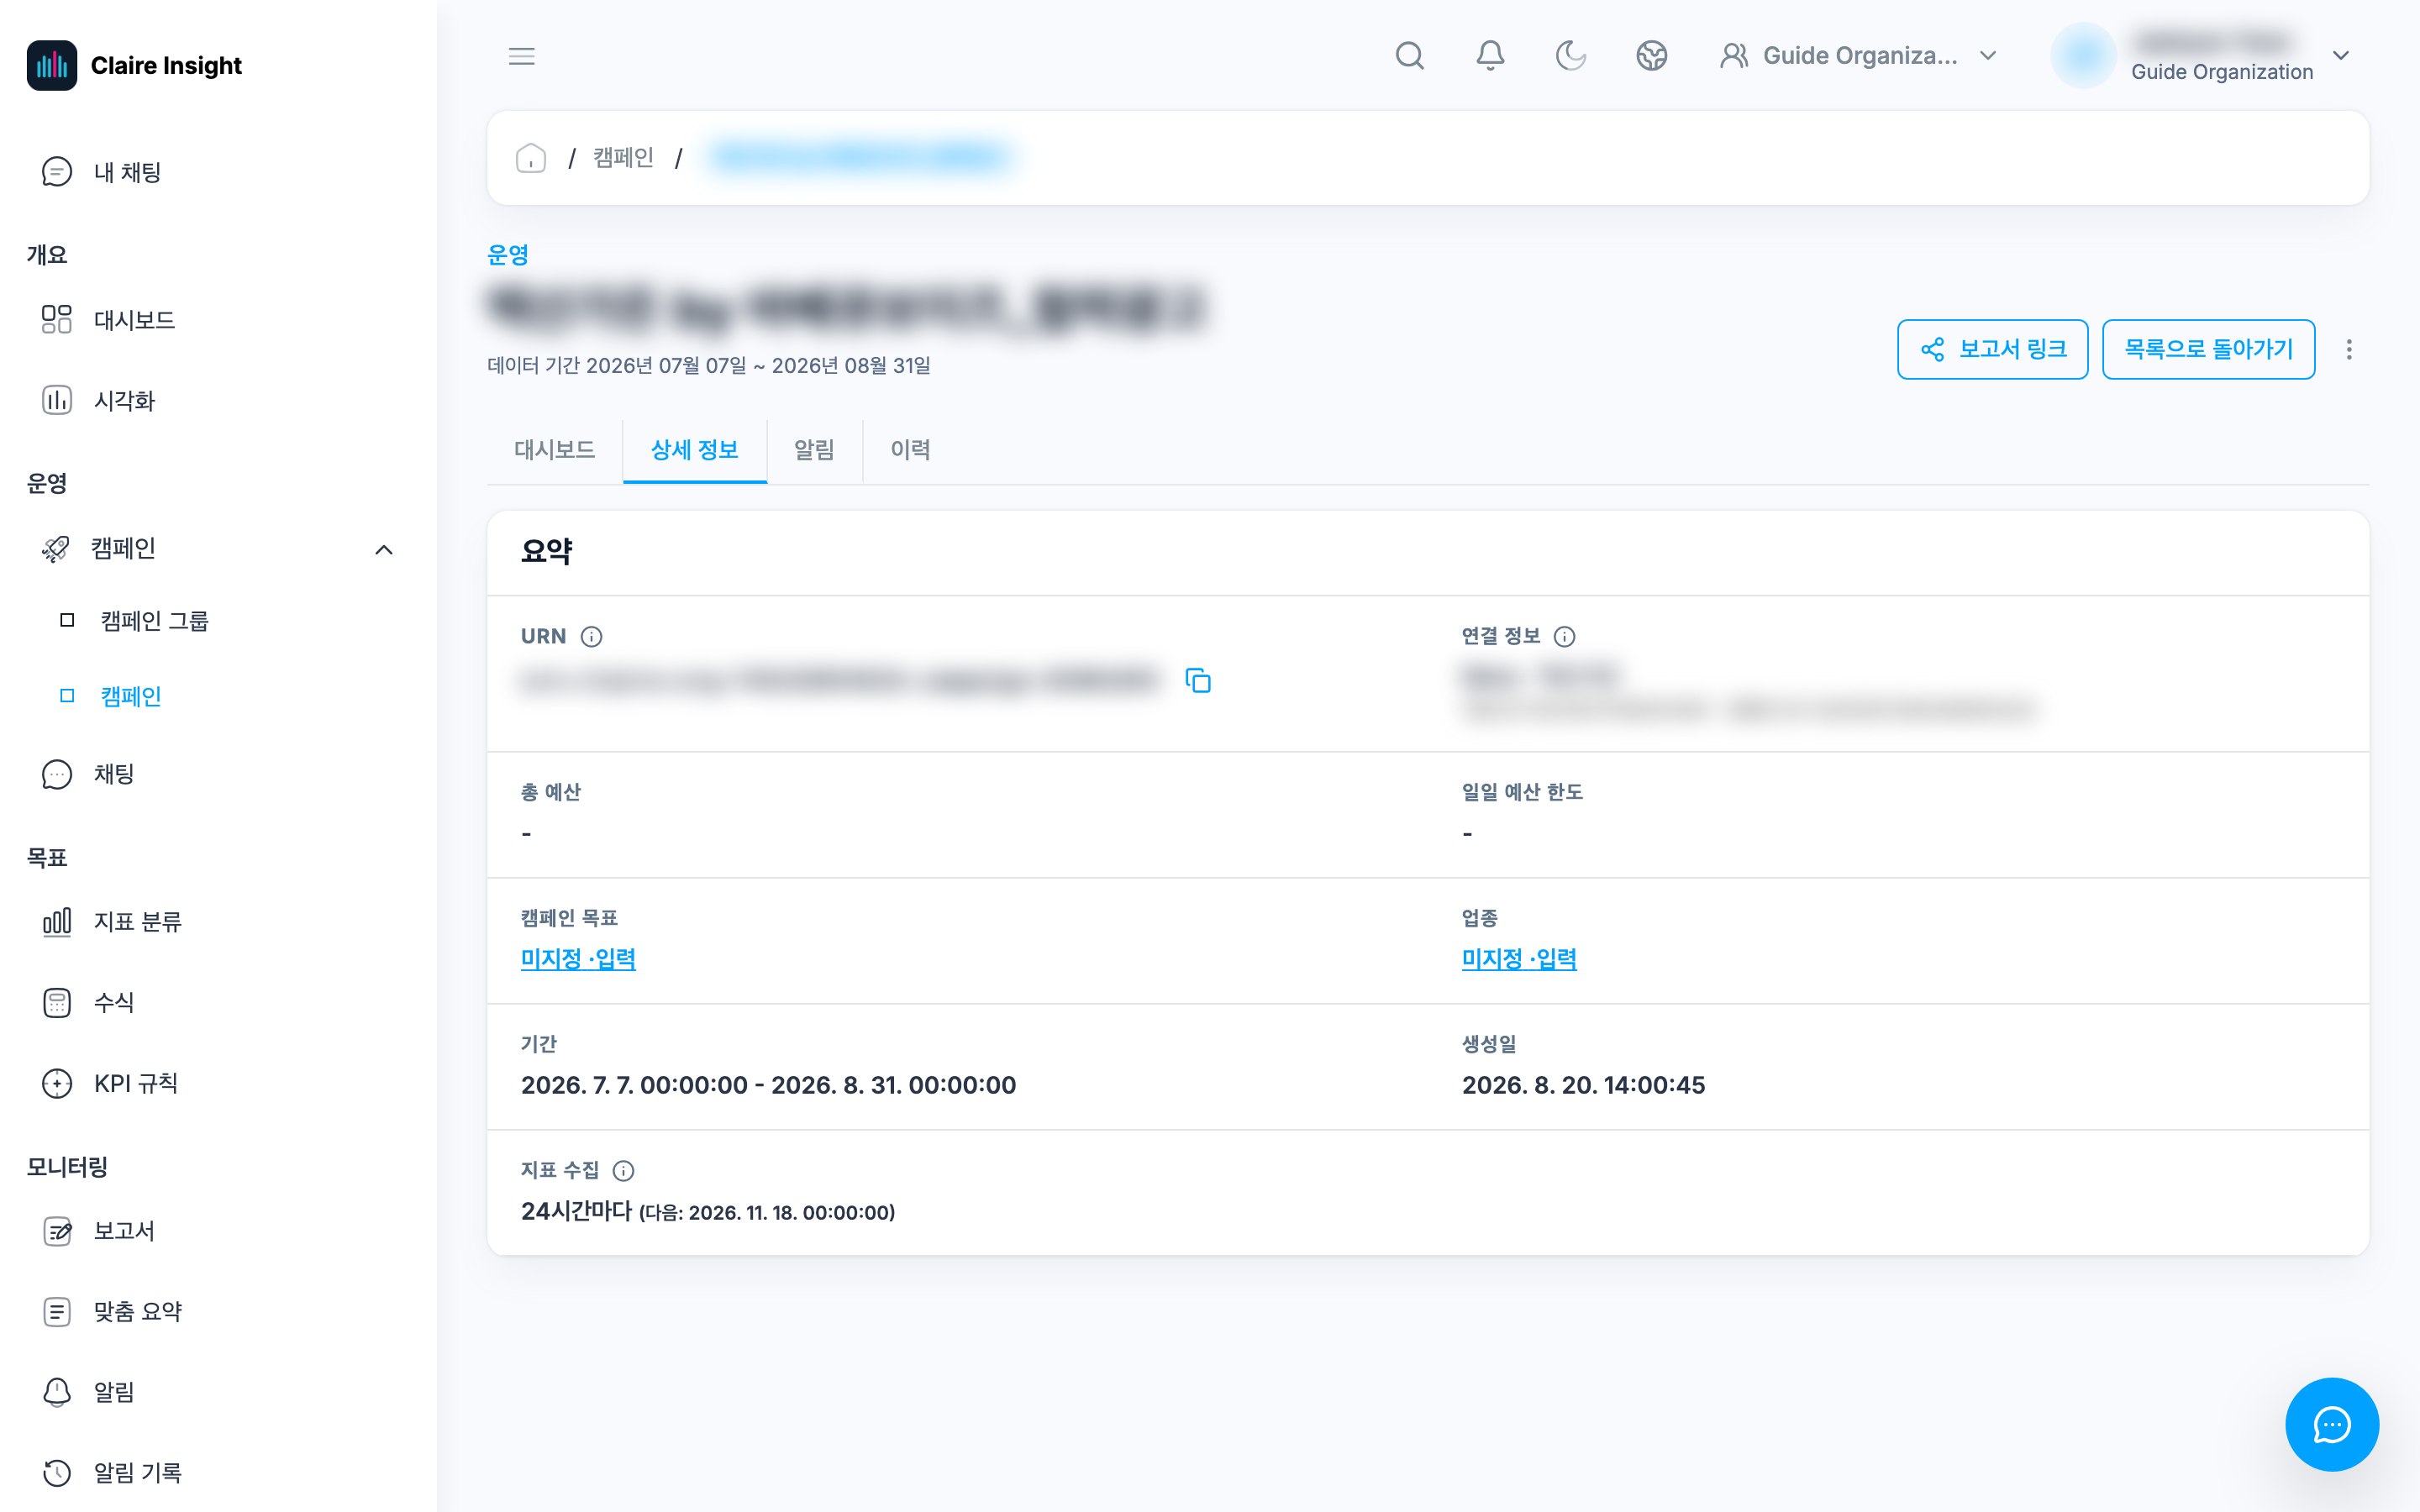 Claire Insight
내 채팅
개요
대시보드
시각화
운영
캠페인
캠페인 그룹
캠페인
채팅
목표
지표 분류
수식
KPI 규칙
모니터링
보고서
맞춤 요약
알림
알림 기록
Guide Organiza...
Guide Organization
/ 캠페인 /
운영
데이터 기간 2026년 07월 07일 ~ 2026년 08월 31일
보고서 링크
목록으로 돌아가기
대시보드
상세 정보
알림
이력
요약
URN
연결 정보
총 예산
-
일일 예산 한도
-
캠페인 목표
미지정 ·입력
업종
미지정 ·입력
기간
2026. 7. 7. 00:00:00 - 2026. 8. 31. 00:00:00
생성일
2026. 8. 20. 14:00:45
지표 수집
24시간마다 (다음: 2026. 11. 18. 00:00:00)